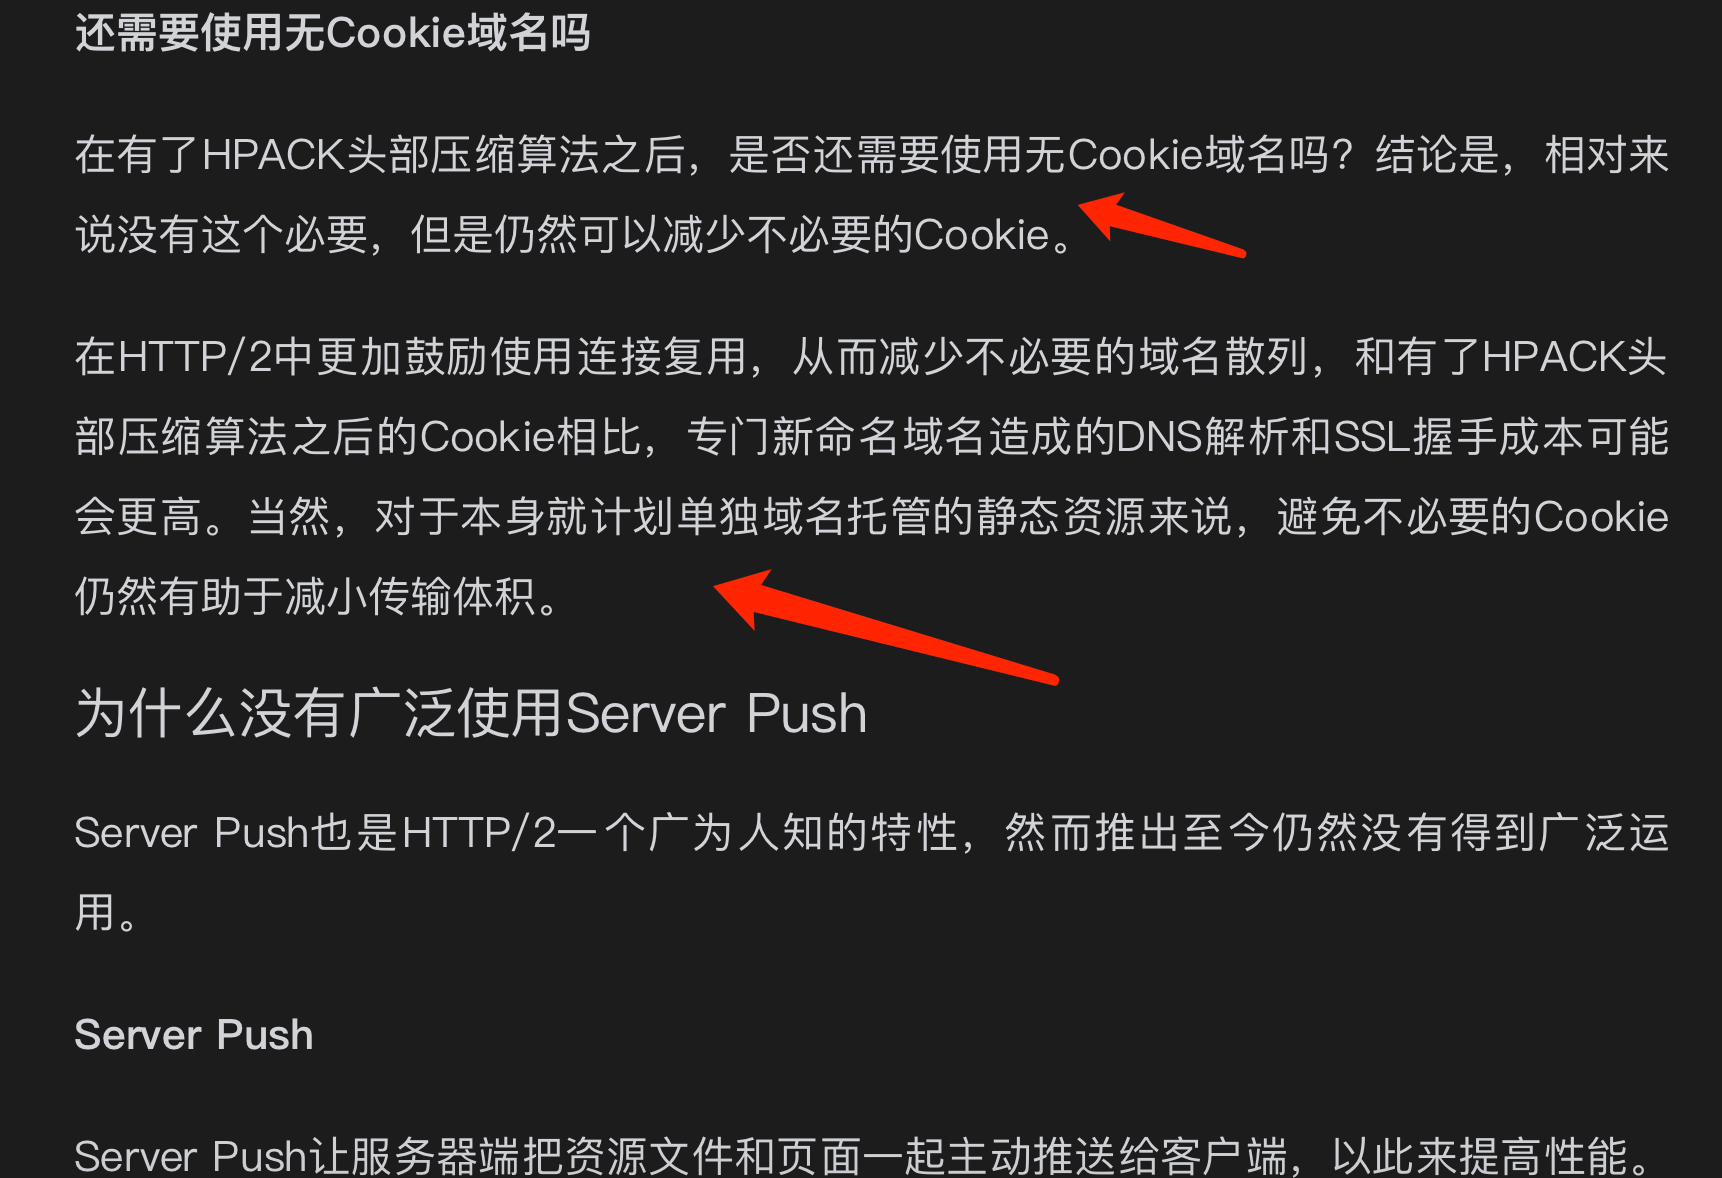 还需要使用无Cookie域名吗
在有了HPACK头部压缩算法之后，是否还需要使用无Cookie域名吗？结论是，相对来
说没有这个必要，但是仍然可以减少不必要的Cookie。
在HTTP/2中更加鼓励使用连接复用，从而减少不必要的域名散列，和有了HPACK头
部压缩算法之后的Cookie相比，专门新命名域名造成的DNS解析和SSL握手成本可能
会更高。当然，对于本身就计划单独域名托管的静态资源来说，避免不必要的Cookie
仍然有助于减小传输体积。
为什么没有广泛使用Server Push
Server Push也是HTTP/2一个广为人知的特性，然而推出至今仍然没有得到广泛运
用。
Server Push
Server Push让服务器端把资源文件和页面一起主动推送给客户端，以此来提高性能。